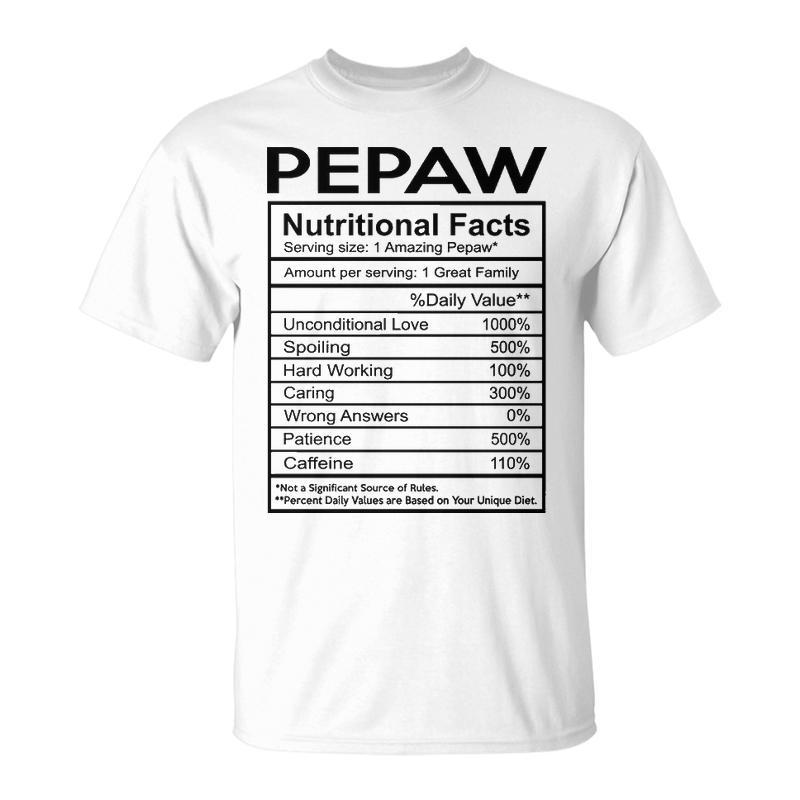 PEPAW
Nutritional Facts
Serving size: 1 Amazing Pepaw*
Amount per serving: 1 Great Family
%Daily Value**
Unconditional Love 1000%
Spoiling 500%
Hard Working 100%
Caring 300%
Wrong Answers 0%
Patience 500%
Caffeine 110%
*Not a Significant Source of Rules.
**Percent Daily Values are Based on Your Unique Diet.